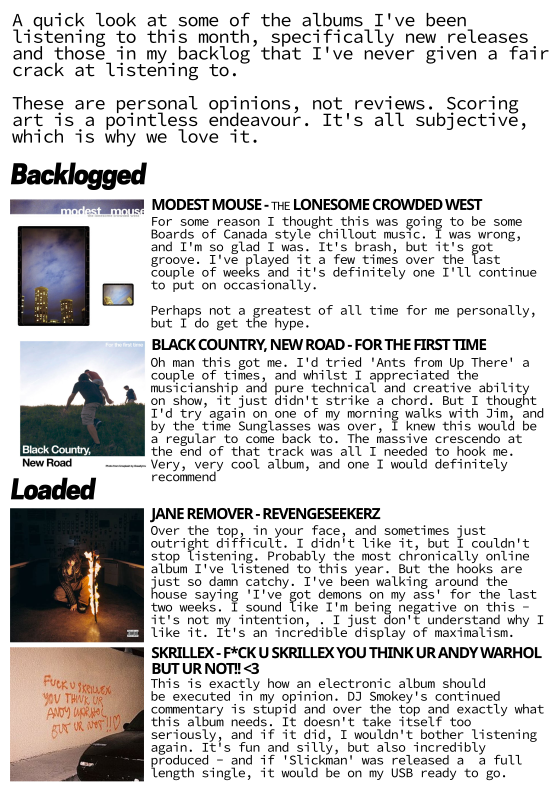 A quick look at some of the albums I've been
listening to this month, specifically new releases
and those in my backlog that I've never given a fair
crack at listening to.
These are personal opinions, not reviews. Scoring
art is a pointless endeavour. It's all subjective,
which is why we love it.
Backlogged
modest mouse
MODEST MOUSE - THE LONESOME CROWDED WEST
For some reason I thought this was going to be some
Boards of Canada style chillout music. I was wrong,
and I'm so glad I was. It's brash, but it's got
groove. I've played it a few times over the last
couple of weeks and it's definitely one I'll continue
to put on occasionally.
Perhaps not a greatest of all time for me personally,
but I do get the hype.
For the first time
Black Country,
New Road
BLACK COUNTRY, NEW ROAD - FOR THE FIRST TIME
Oh man this got me. I'd tried 'Ants from Up There' a
couple of times, and whilst I appreciated the
musicianship and pure technical and creative ability
on show, it just didn't strike a chord. But I thought
I'd try again on one of my morning walks with Jim, and
by the time Sunglasses was over, I knew this would be
a regular to come back to. The massive crescendo at
the end of that track was all I needed to hook me.
Very, very cool album, and one I would definitely
recommend
Loaded
JANE REMOVER - REVENGESEEKERZ
Over the top, in your face, and sometimes just
outright difficult. I didn't like it, but I couldn't
stop listening. Probably the most chronically online
album I've listened to this year. But the hooks are
just so damn catchy. I've been walking around the
house saying 'I've got demons on my ass' for the last
two weeks. I sound like I'm being negative on this -
it's not my intention, . I just don't understand why I
like it. It's an incredible display of maximalism.
FUCK U SKRILLEX
YOU THINK UR
ANDY WARHOL
BUT UR NOT!!♡
SKRILLEX - F*CK U SKRILLEX YOU THINK UR ANDY WARHOL
BUT UR NOT!! <3
This is exactly how an electronic album should
be executed in my opinion. DJ Smokey's continued
commentary is stupid and over the top and exactly what
this album needs. It doesn't take itself too
seriously, and if it did, I wouldn't bother listening
again. It's fun and silly, but also incredibly
produced - and if 'Slickman' was released a  a full
length single, it would be on my USB ready to go.